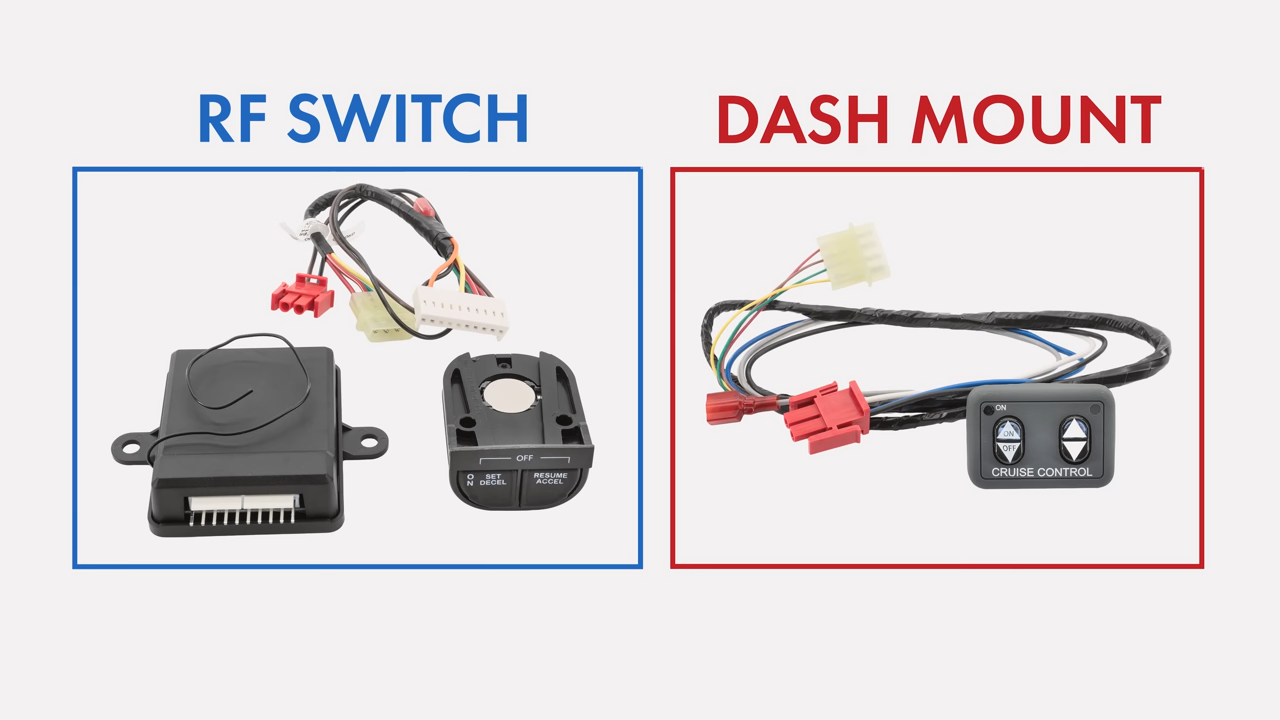 RF SWITCH
DASH MOUNT
OFF
ON
SET
DECEL
RESUME
ACCEL
ON
ON
OFF
CRUISE CONTROL